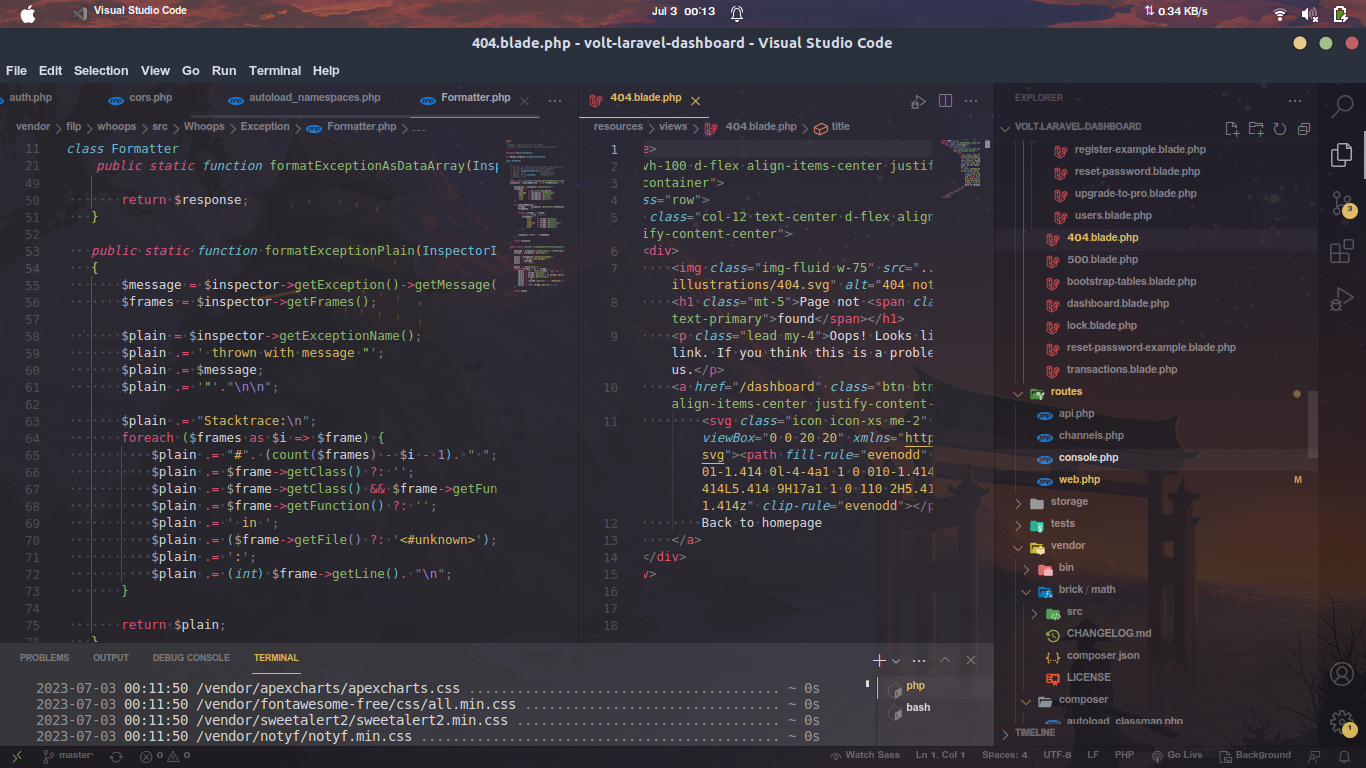 Visual Studio Code
Jul 3 00:13
0.34 KB/s
404.blade.php - volt-laravel-dashboard - Visual Studio Code
File Edit Selection View Go Run Terminal Help
auth.php cors.php autoload_namespaces.php Formatter.php
vendor > filp > whoops > src > Whoops > Exception > Formatter.php > ...
11 class Formatter
21 public static function formatExceptionAsDataArray(Insp
49
50 return $response;
51 }
52
53 public static function formatExceptionPlain(InspectorI
54 {
55 $message = $inspector->getException()->getMessage(
56 $frames = $inspector->getFrames();
57
58 $plain = $inspector->getExceptionName();
59 $plain .= ' thrown with message "';
60 $plain .= $message;
61 $plain .= '"'."\n\n";
62
63 $plain .= "Stacktrace:\n";
64 foreach ($frames as $i => $frame) {
65 $plain .= "#". (count($frames) - $i - 1). " ";
66 $plain .= $frame->getClass() ?: '';
67 $plain .= $frame->getClass() && $frame->getFun
68 $plain .= $frame->getFunction() ?: '';
69 $plain .= ' in ';
70 $plain .= ($frame->getFile() ?: '<#unknown>');
71 $plain .= ':';
72 $plain .= (int) $frame->getLine(). "\n";
73 }
74
75 return $plain;
76 }
404.blade.php
resources > views > 404.blade.php > title
1 e>
2 vh-100 d-flex align-items-center justif
3 container">
4 ss="row">
5 class="col-12 text-center d-flex align
ify-content-center">
6 <div>
7 <img class="img-fluid w-75" src="..
illustrations/404.svg" alt="404 not
8 <h1 class="mt-5">Page not <span cla
text-primary">found</span></h1>
9 <p class="lead my-4">Oops! Looks li
link. If you think this is a proble
us.</p>
10 <a href="/dashboard" class="btn btn
align-items-center justify-content-
11 <svg class="icon icon-xs me-2"
viewBox="0 0 20 20" xmlns="http
svg"><path fill-rule="evenodd"
01-1.414 0l-4-4a1 1 0 010-1.414
414L5.414 9H17a1 1 0 110 2H5.41
1.414z" clip-rule="evenodd"></p
12 Back to homepage
13 </a>
14 </div>
15 v>
16
17
18
EXPLORER
VOLT-LARAVEL-DASHBOARD
register-example.blade.php
reset-password.blade.php
upgrade-to-pro.blade.php
users.blade.php
404.blade.php
500.blade.php
bootstrap-tables.blade.php
dashboard.blade.php
lock.blade.php
reset-password-example.blade.php
transactions.blade.php
routes
api.php
channels.php
console.php
web.php M
storage
tests
vendor
bin
brick / math
src
CHANGELOG.md
composer.json
LICENSE
composer
autoload_classmap.php
TIMELINE
3
1
PROBLEMS OUTPUT DEBUG CONSOLE TERMINAL
2023-07-03 00:11:50 /vendor/apexcharts/apexcharts.css ....................................... ~ 0s
2023-07-03 00:11:50 /vendor/fontawesome-free/css/all.min.css ................................ ~ 0s
2023-07-03 00:11:50 /vendor/sweetalert2/sweetalert2.min.css ................................. ~ 0s
2023-07-03 00:11:50 /vendor/notyf/notyf.min.css ............................................. ~ 0s
php
bash
master* 0 0 Watch Sass Ln 1, Col 1 Spaces: 4 UTF-8 LF PHP Go Live Background